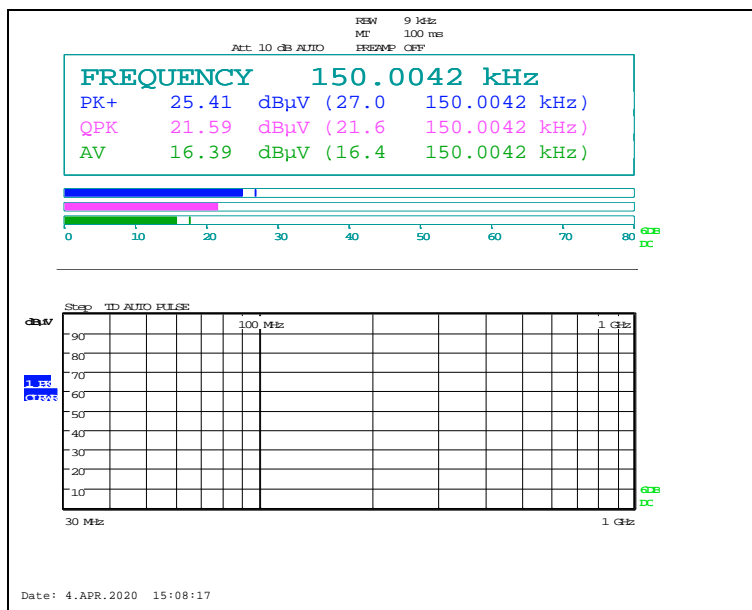 RBW 9 kHz
MT 100 ms
Att 10 dB AUTO PREAMP OFF
FREQUENCY 150.0042 kHz
PK+ 25.41 dBµV (27.0 150.0042 kHz)
QPK 21.59 dBµV (21.6 150.0042 kHz)
AV 16.39 dBµV (16.4 150.0042 kHz)
0 10 20 30 40 50 60 70 80
6DB
DC
Step TD AUTO PULSE
dBµV
100 MHz 1 GHz
90
80
70
1 PK
CLRWR
60
50
40
30
20
10
6DB
DC
30 MHz 1 GHz
Date: 4.APR.2020 15:08:17